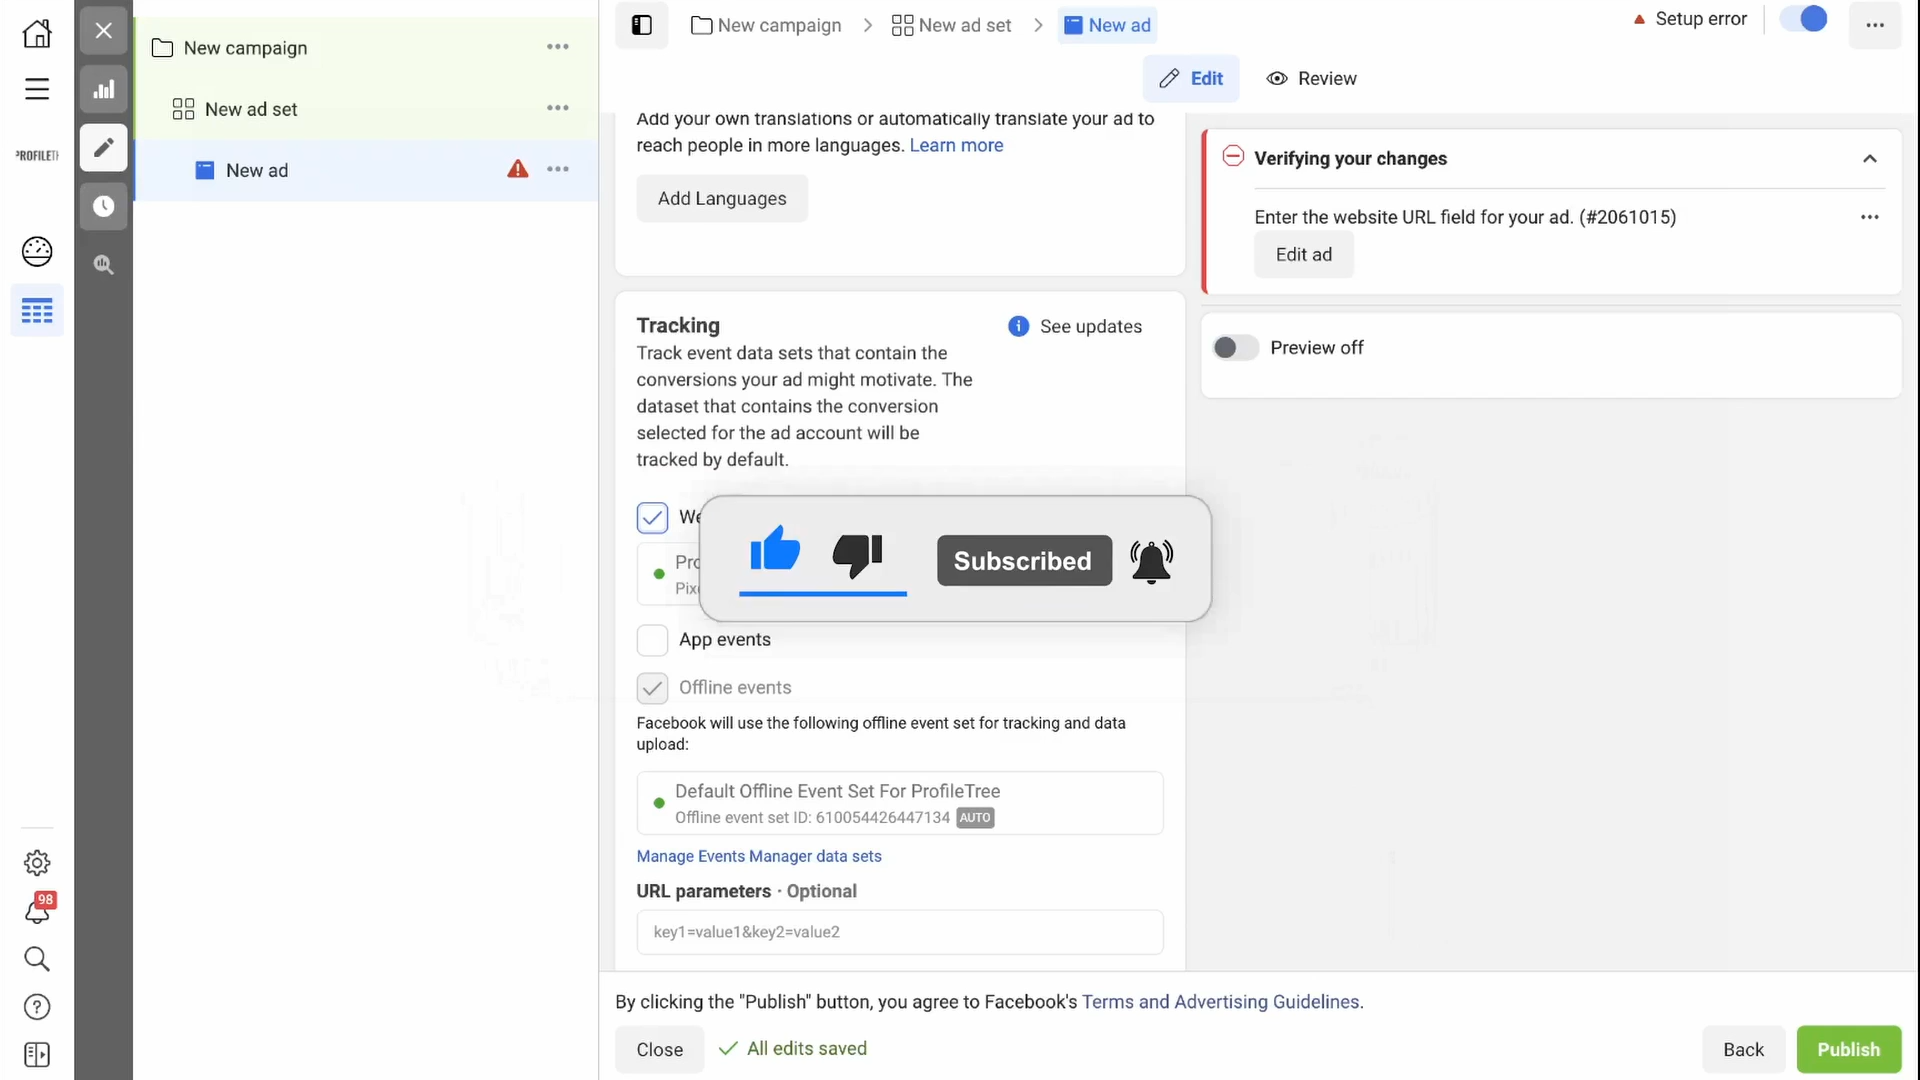 New campaign
New ad set
New ad
98
New campaign
New ad set
New ad
Setup error
Edit
Review
Add your own translations or automatically translate your ad to
reach people in more languages. Learn more
Add Languages
Tracking
See updates
Track event data sets that contain the
conversions your ad might motivate. The
dataset that contains the conversion
selected for the ad account will be
tracked by default.
Subscribed
App events
Offline events
Facebook will use the following offline event set for tracking and data
upload:
Default Offline Event Set For ProfileTree
Offline event set ID: 610054426447134 AUTO
Manage Events Manager data sets
URL parameters · Optional
key1=value1&key2=value2
Verifying your changes
Enter the website URL field for your ad. (#2061015)
Edit ad
Preview off
By clicking the "Publish" button, you agree to Facebook's Terms and Advertising Guidelines.
Close
All edits saved
Back
Publish